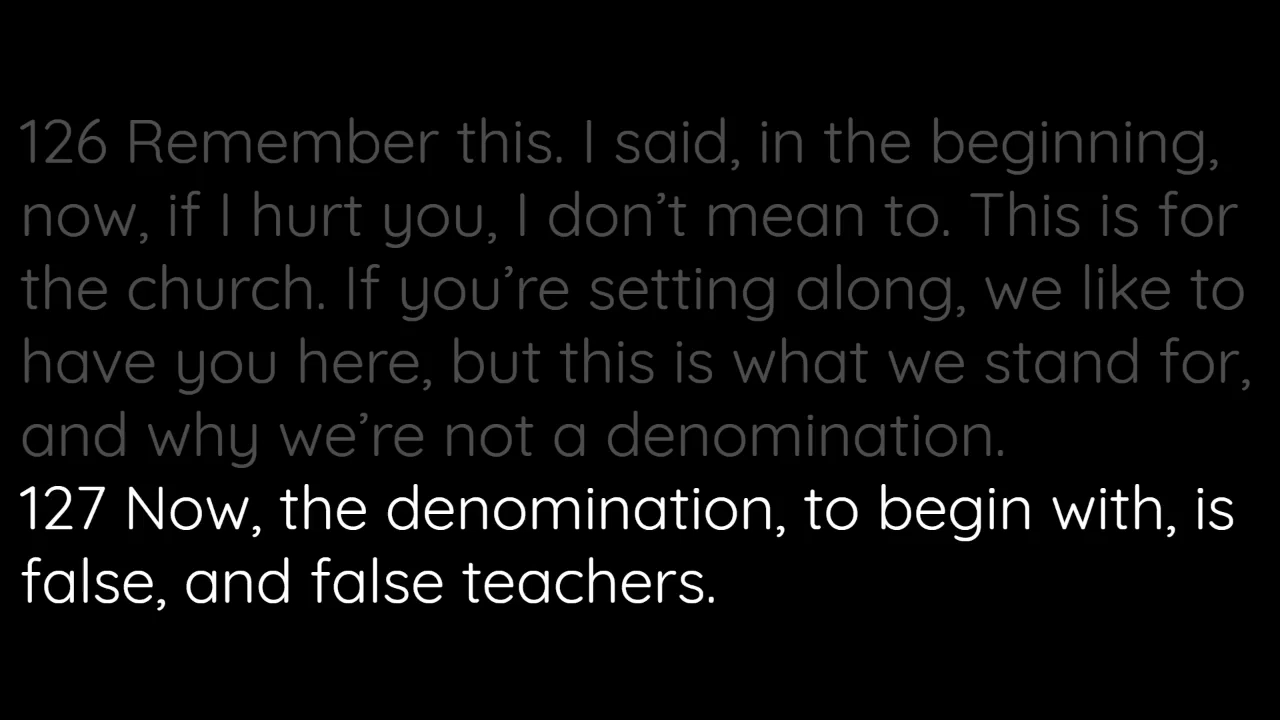 126 Remember this. I said, in the beginning,
now, if I hurt you, I don’t mean to. This is for
the church. If you’re setting along, we like to
have you here, but this is what we stand for,
and why we’re not a denomination.
127 Now, the denomination, to begin with, is
false, and false teachers.